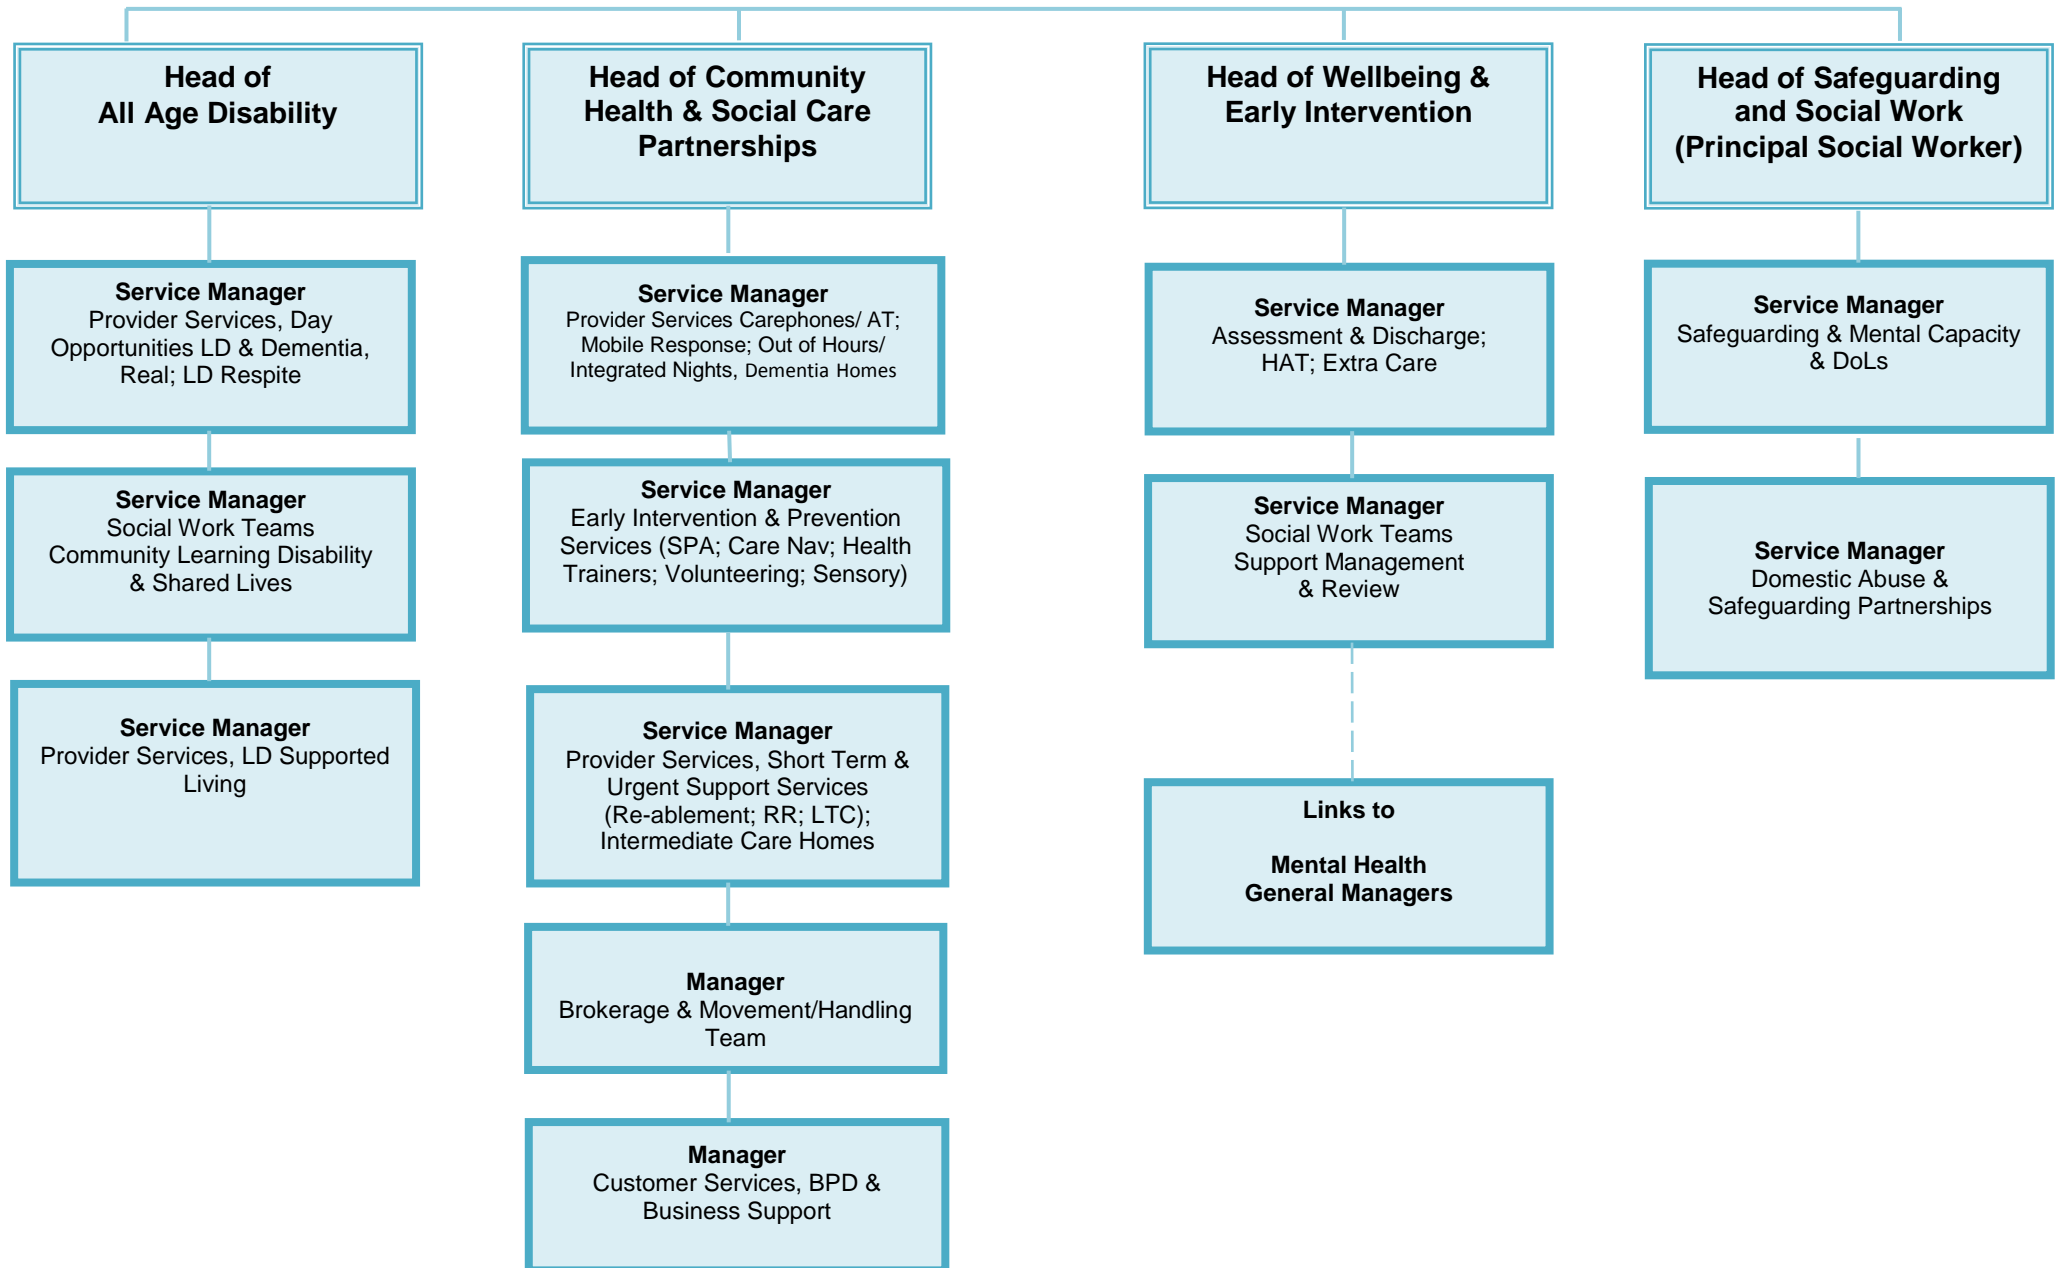 Head of
All Age Disability
Service Manager
Provider Services, Day
Opportunities LD & Dementia,
Real; LD Respite
Service Manager
Social Work Teams
Community Learning Disability
& Shared Lives
Service Manager
Provider Services, LD Supported
Living
Head of Community
Health & Social Care
Partnerships
Service Manager
Provider Services Carephones/ AT;
Mobile Response; Out of Hours/
Integrated Nights, Dementia Homes
Service Manager
Early Intervention & Prevention
Services (SPA; Care Nav; Health
Trainers; Volunteering; Sensory)
Service Manager
Provider Services, Short Term &
Urgent Support Services
(Re-ablement; RR; LTC);
Intermediate Care Homes
Manager
Brokerage & Movement/Handling
Team
Manager
Customer Services, BPD &
Business Support
Head of Wellbeing &
Early Intervention
Service Manager
Assessment & Discharge;
HAT; Extra Care
Service Manager
Social Work Teams
Support Management
& Review
Links to
Mental Health
General Managers
Head of Safeguarding
and Social Work
(Principal Social Worker)
Service Manager
Safeguarding & Mental Capacity
& DoLs
Service Manager
Domestic Abuse &
Safeguarding Partnerships